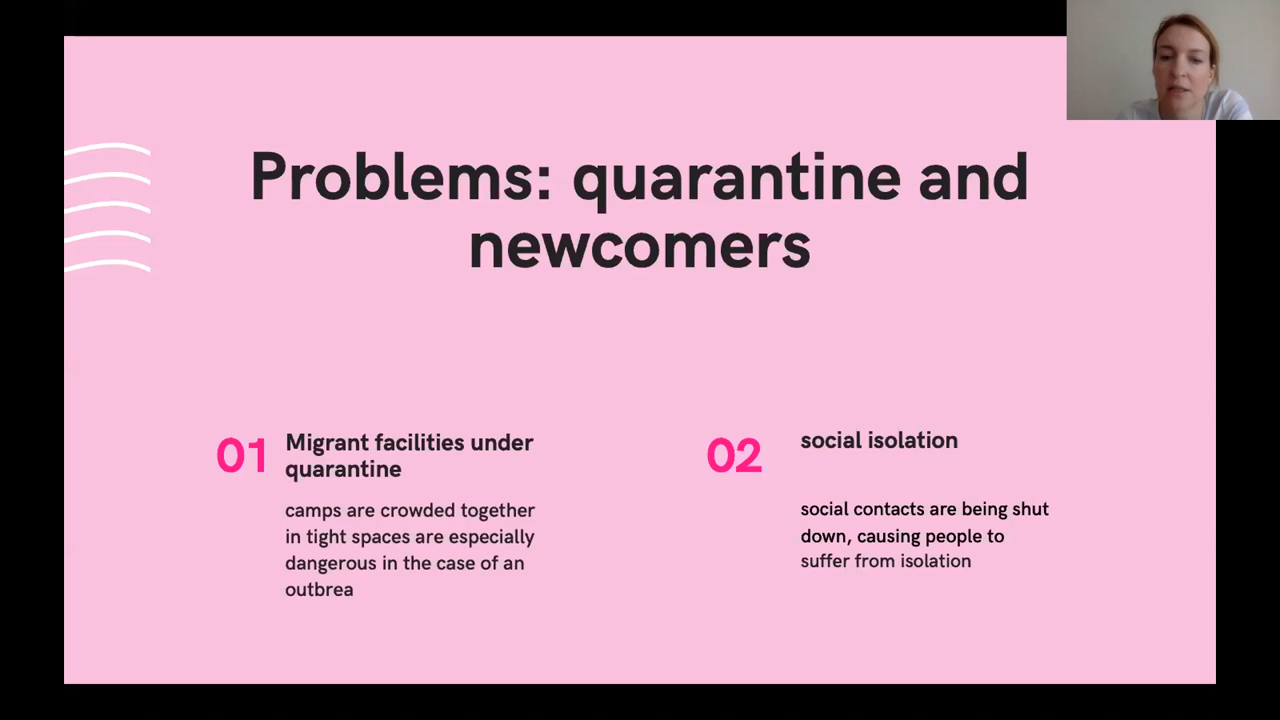 Problems: quarantine and
newcomers
01
Migrant facilities under
quarantine
camps are crowded together
in tight spaces are especially
dangerous in the case of an
outbrea
02
social isolation
social contacts are being shut
down, causing people to
suffer from isolation